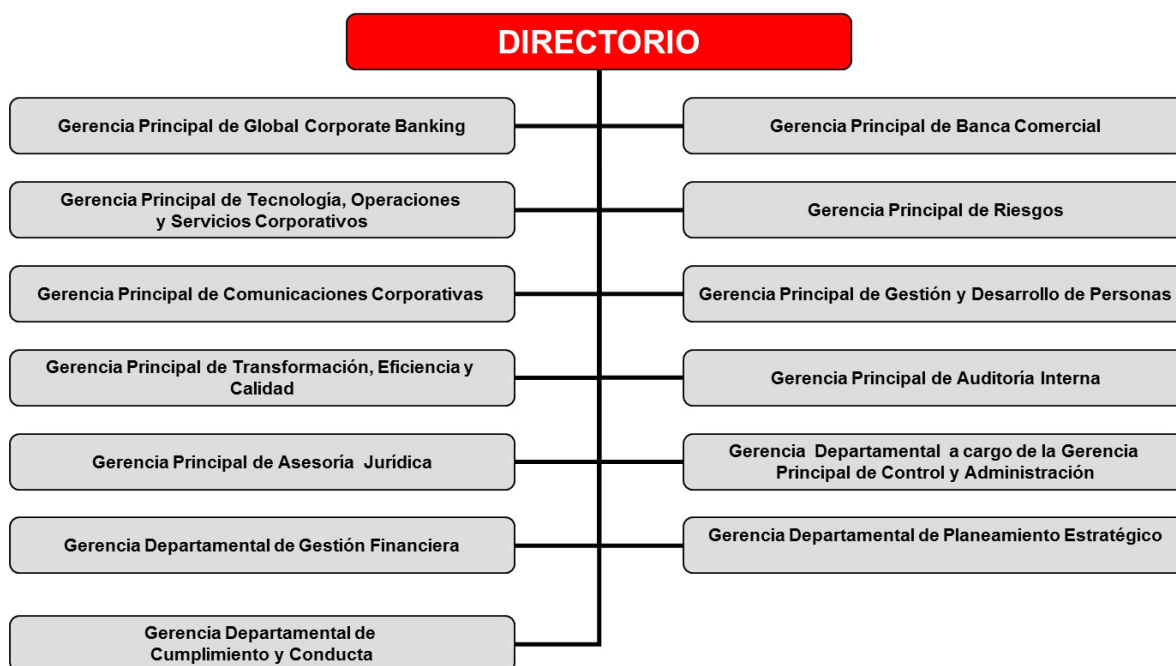 DIRECTORIO
Gerencia Principal de Global Corporate Banking
Gerencia Principal de Banca Comercial
Gerencia Principal de Tecnología, Operaciones
y Servicios Corporativos
Gerencia Principal de Riesgos
Gerencia Principal de Comunicaciones Corporativas
Gerencia Principal de Gestión y Desarrollo de Personas
Gerencia Principal de Transformación, Eficiencia y
Calidad
Gerencia Principal de Auditoría Interna
Gerencia Principal de Asesoría Jurídica
Gerencia Departamental a cargo de la Gerencia
Principal de Control y Administración
Gerencia Departamental de Gestión Financiera
Gerencia Departamental de Planeamiento Estratégico
Gerencia Departamental de
Cumplimiento y Conducta